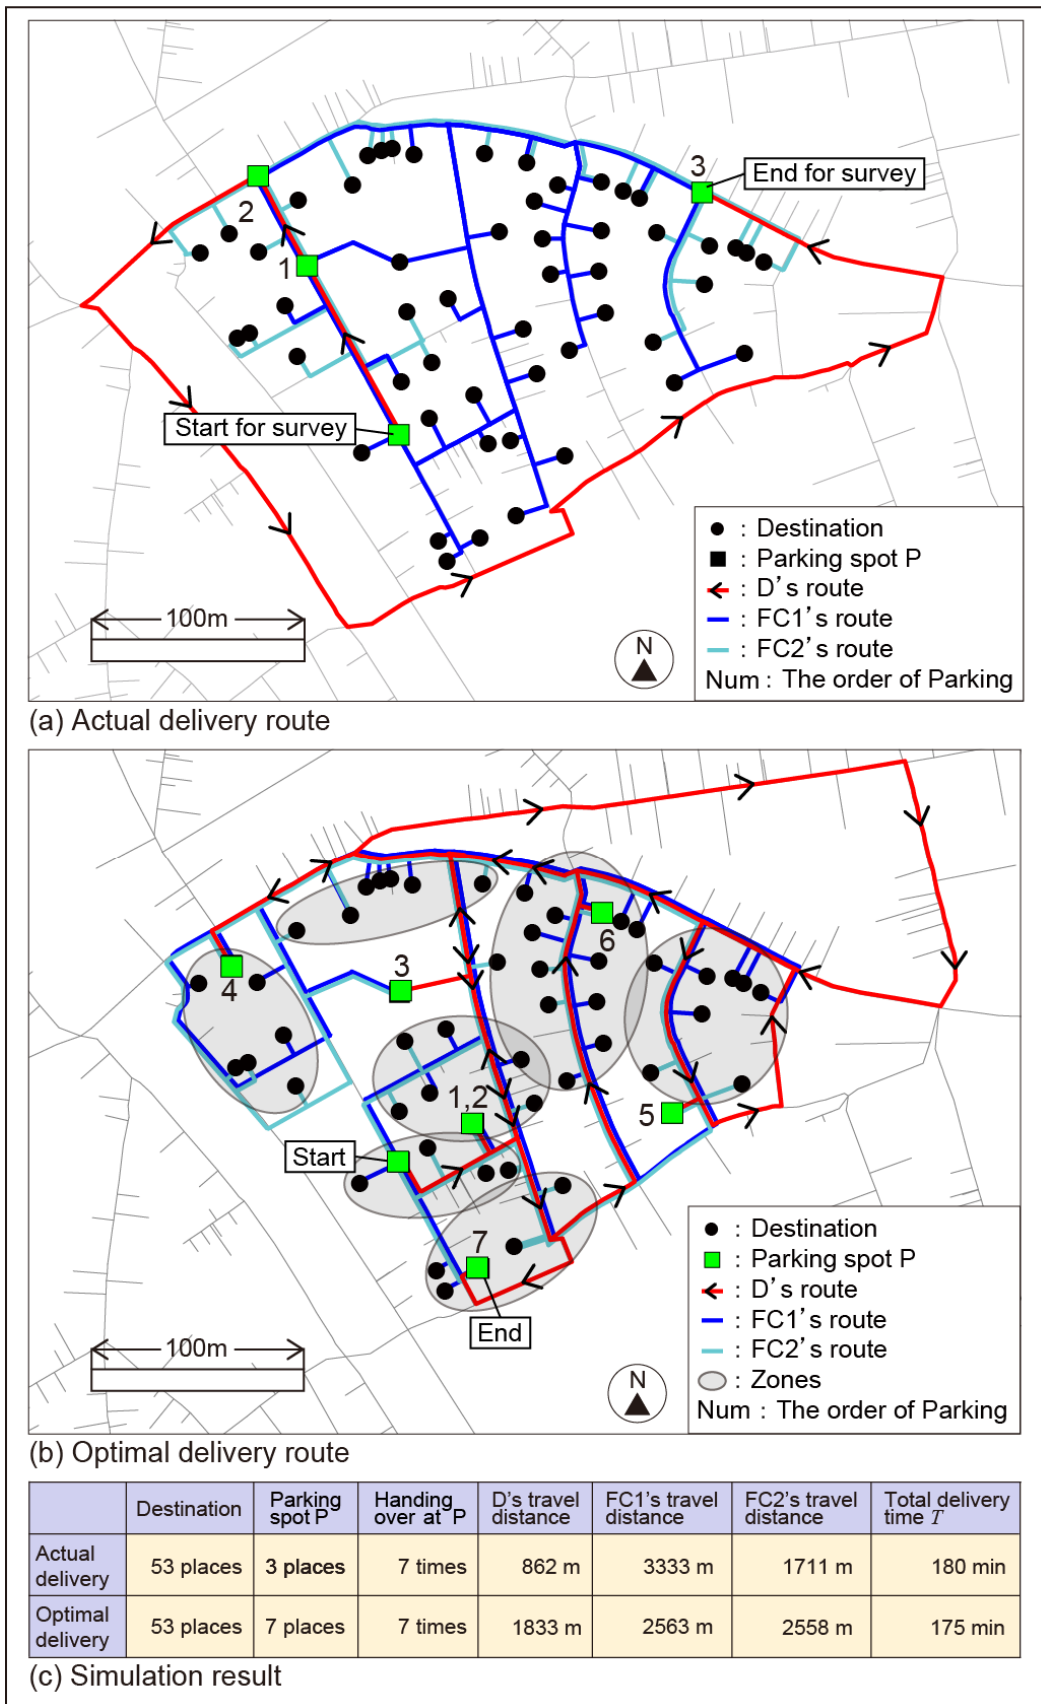 3
End for survey
2
1
Start for survey
● : Destination
■ : Parking spot P
: D's route
: FC1's route
: FC2's route
Num : The order of Parking
100m
N
(a) Actual delivery route
6
3
4
1,2
5
Start
7
End
● : Destination
: Parking spot P
: D's route
: FC1's route
: FC2's route
: Zones
Num : The order of Parking
100m
N
(b) Optimal delivery route
Destination Parking spot P Handing over at P D's travel distance FC1's travel distance FC2's travel distance Total delivery time T
Actual delivery 53 places 3 places 7 times 862 m 3333 m 1711 m 180 min
Optimal delivery 53 places 7 places 7 times 1833 m 2563 m 2558 m 175 min
(c) Simulation result